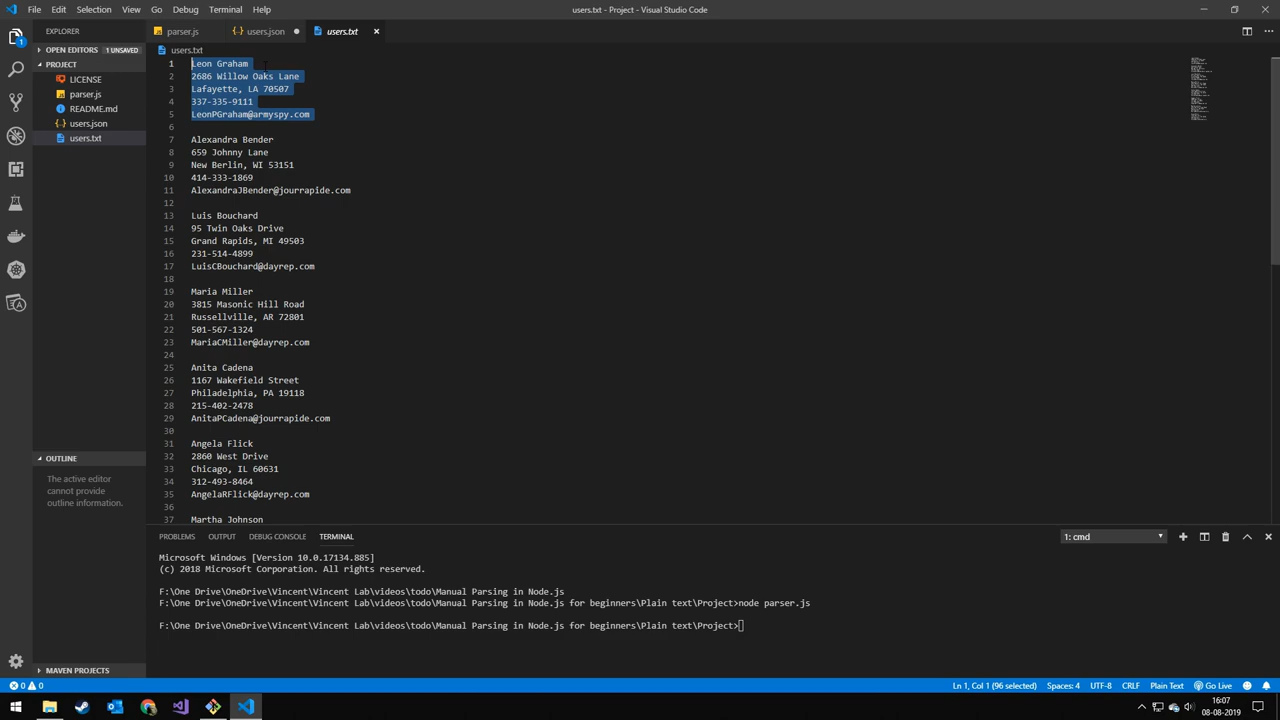 File Edit Selection View Go Debug Terminal Help
users.txt - Project - Visual Studio Code
EXPLORER
parser.js
users.json
users.txt
OPEN EDITORS 1 UNSAVED
PROJECT
LICENSE
parser.js
README.md
users.json
users.txt
OUTLINE
The active editor
cannot provide
outline information.
MAVEN PROJECTS
users.txt
1 Leon Graham
2 2686 Willow Oaks Lane
3 Lafayette, LA 70507
4 337-335-9111
5 LeonPGraham@armyspy.com
6
7 Alexandra Bender
8 659 Johnny Lane
9 New Berlin, WI 53151
10 414-333-1869
11 AlexandraJBender@jourrapide.com
12
13 Luis Bouchard
14 95 Twin Oaks Drive
15 Grand Rapids, MI 49503
16 231-514-4899
17 LuisCBouchard@dayrep.com
18
19 Maria Miller
20 3815 Masonic Hill Road
21 Russellville, AR 72801
22 501-567-1324
23 MariaCMiller@dayrep.com
24
25 Anita Cadena
26 1167 Wakefield Street
27 Philadelphia, PA 19118
28 215-402-2478
29 AnitaPCadena@jourrapide.com
30
31 Angela Flick
32 2860 West Drive
33 Chicago, IL 60631
34 312-493-8464
35 AngelaRFlick@dayrep.com
36
37 Martha Johnson
PROBLEMS OUTPUT DEBUG CONSOLE TERMINAL
1: cmd
Microsoft Windows [Version 10.0.17134.885]
(c) 2018 Microsoft Corporation. All rights reserved.
F:\One Drive\OneDrive\Vincent\Vincent Lab\videos\todo\Manual Parsing in Node.js
F:\One Drive\OneDrive\Vincent\Vincent Lab\videos\todo\Manual Parsing in Node.js for beginners\Plain text\Project>node parser.js
F:\One Drive\OneDrive\Vincent\Vincent Lab\videos\todo\Manual Parsing in Node.js for beginners\Plain text\Project>
0 0
Ln 1, Col 1 (96 selected) Spaces: 4 UTF-8 CRLF Plain Text Go Live 1
16:07
08-08-2019